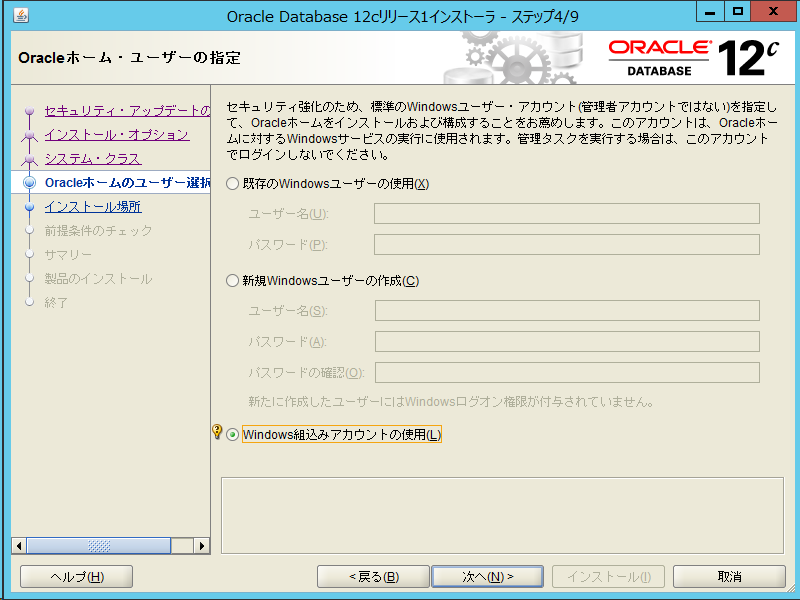 Oracle Database 12cリリース1インストーラ - ステップ4/9
Oracleホーム・ユーザーの指定
ORACLE®
DATABASE
12c
セキュリティ・アップデートの
インストール・オプション
システム・クラス
Oracleホームのユーザー選択
インストール場所
前提条件のチェック
サマリー
製品のインストール
終了
セキュリティ強化のため、標準のWindowsユーザー・アカウント(管理者アカウントではない)を指定し
て、Oracleホームをインストールおよび構成することをお薦めします。このアカウントは、Oracleホー
ムに対するWindowsサービスの実行に使用されます。管理タスクを実行する場合は、このアカウント
でログインしないでください。
既存のWindowsユーザーの使用(X)
ユーザー名(U):
パスワード(P):
新規Windowsユーザーの作成(C)
ユーザー名(S):
パスワード(A):
パスワードの確認(O):
新たに作成したユーザーにはWindowsログオン権限が付与されていません。
Windows組込みアカウントの使用(L)
ヘルプ(H)
< 戻る(B)
次へ(N) >
インストール(I)
取消